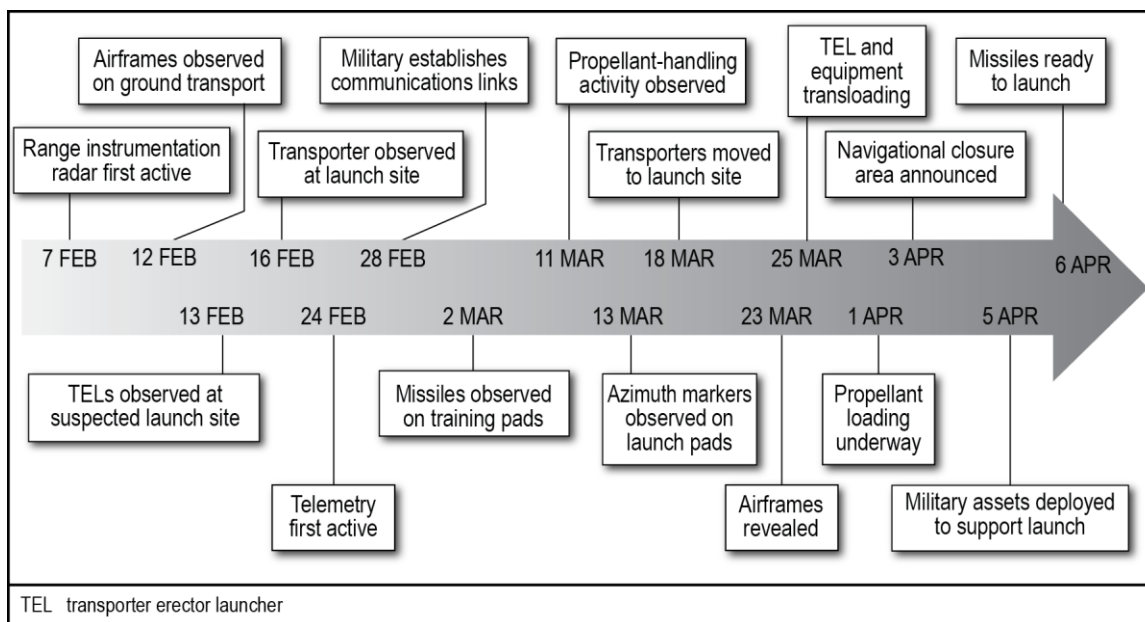 Airframes observed
on ground transport
Military establishes
communications links
Propellant-handling
activity observed
TEL and
equipment
transloading
Missiles ready
to launch
Range instrumentation
radar first active
Transporter observed
at launch site
Transporters moved
to launch site
Navigational closure
area announced
7 FEB
12 FEB
16 FEB
28 FEB
11 MAR
18 MAR
25 MAR
3 APR
6 APR
13 FEB
24 FEB
2 MAR
13 MAR
23 MAR
1 APR
5 APR
TELs observed at
suspected launch site
Missiles observed
on training pads
Azimuth markers
observed on
launch pads
Propellant
loading
underway
Telemetry
first active
Airframes
revealed
Military assets deployed
to support launch
TEL transporter erector launcher